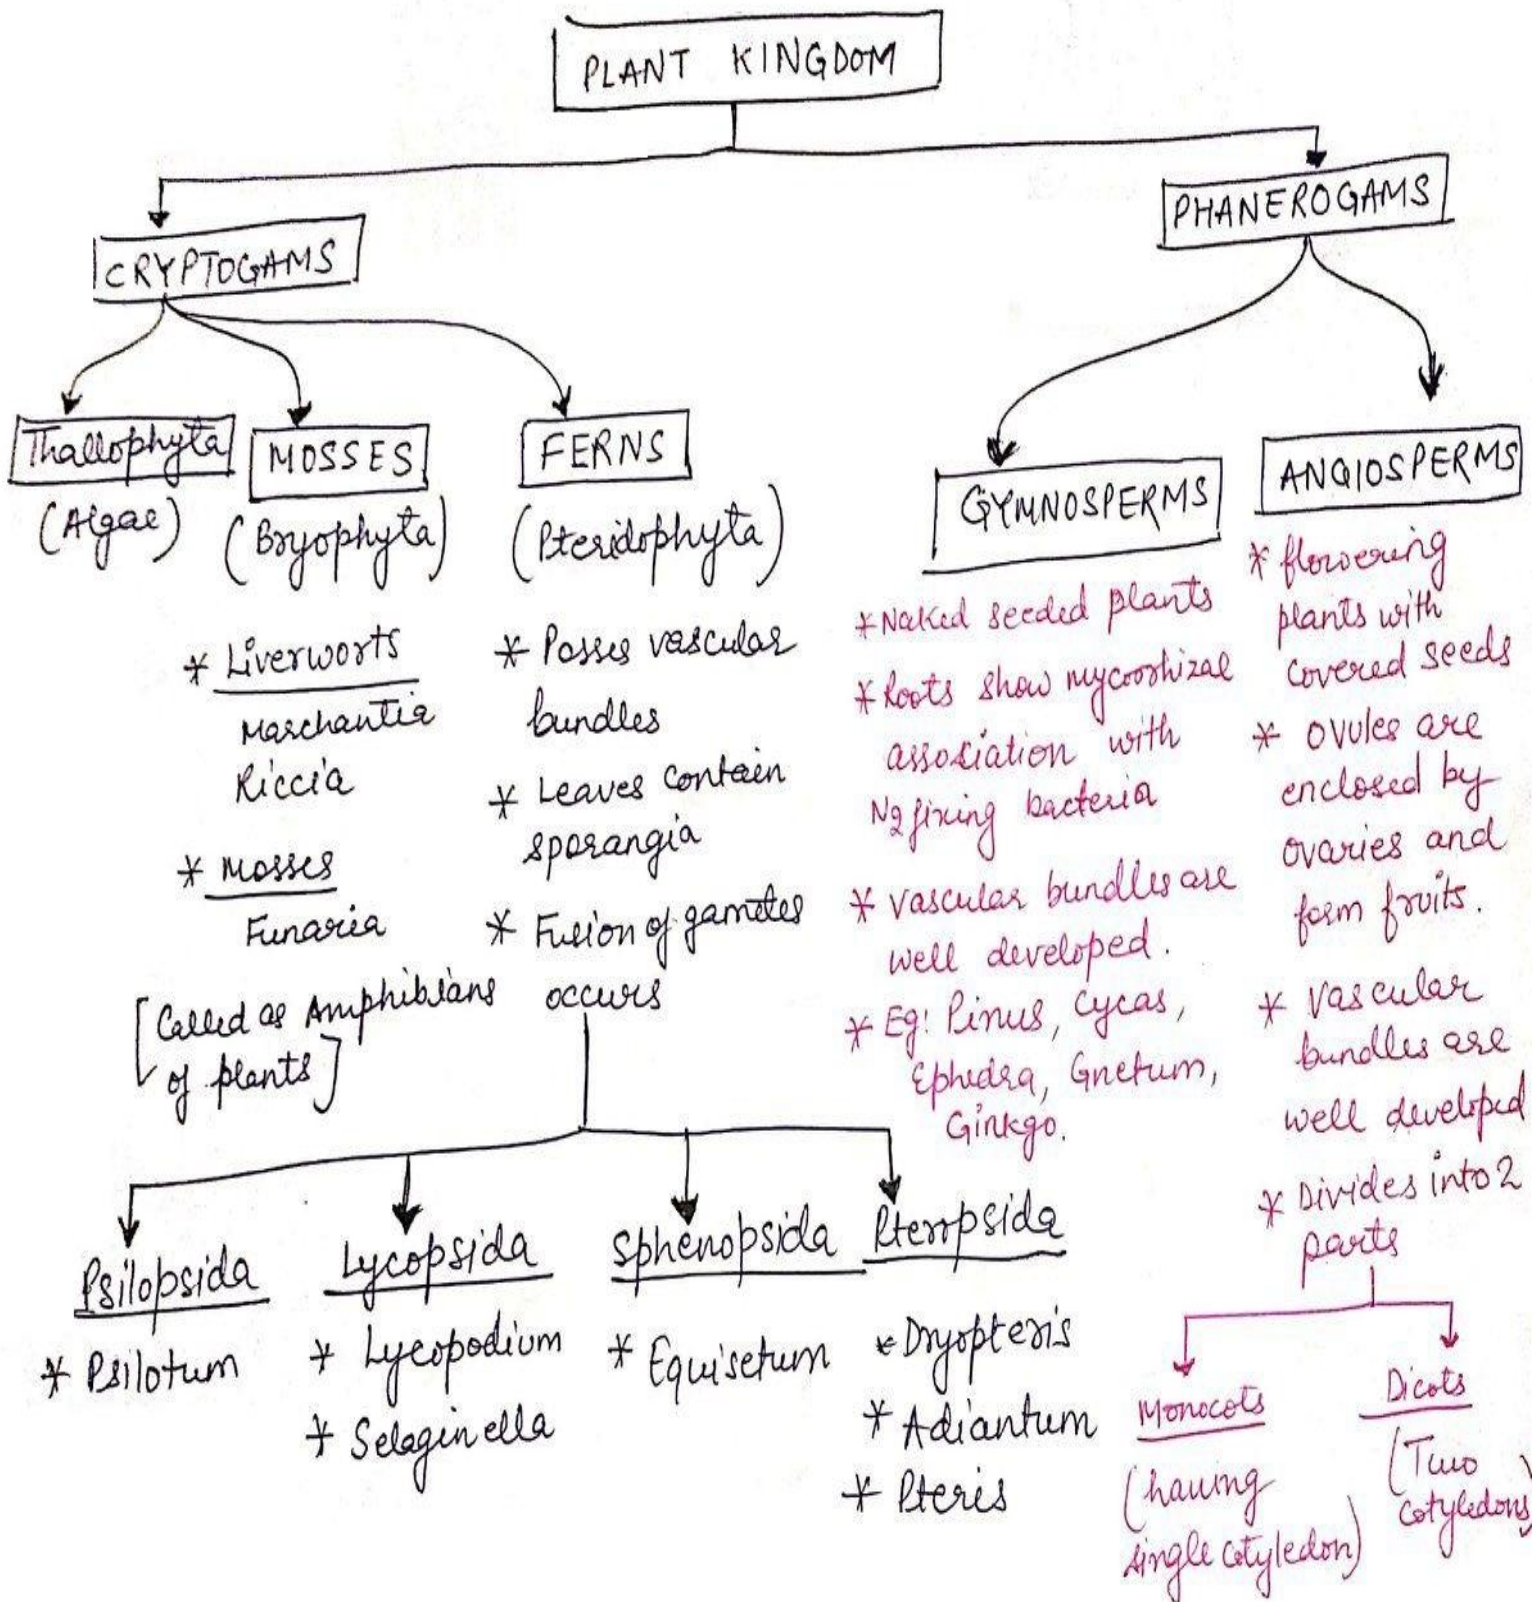 PLANT KINGDOM
CRYPTOGAMS
PHANEROGAMS
Thallophyta
(Algae)
MOSSES
(Bryophyta)
* Liverworts
Marchantia
Riccia
* Mosses
Funaria
[Called as Amphibians
of plants]
FERNS
(Pteridophyta)
* Posses vascular
bundles
* Leaves contain
sporangia
* Fusion of gametes
occurs
Psilopsida
* Psilotum
Lycopsida
* Lycopodium
* Selaginella
Sphenopsida
* Equisetum
Pteropsida
* Dryopteris
* Adiantum
* Pteris
GYMNOSPERMS
* Naked seeded plants
* Roots show mycorrhizal
association with
N2 fixing bacteria
* Vascular bundles are
well developed.
* Eg: Pinus, Cycas,
Ephedra, Gnetum,
Ginkgo.
ANGIOSPERMS
* flowering
plants with
covered seeds
* Ovules are
enclosed by
ovaries and
form fruits.
* Vascular
bundles are
well developed
* Divides into 2
parts
Monocots
(having
single cotyledon)
Dicots
(Two
cotyledons)